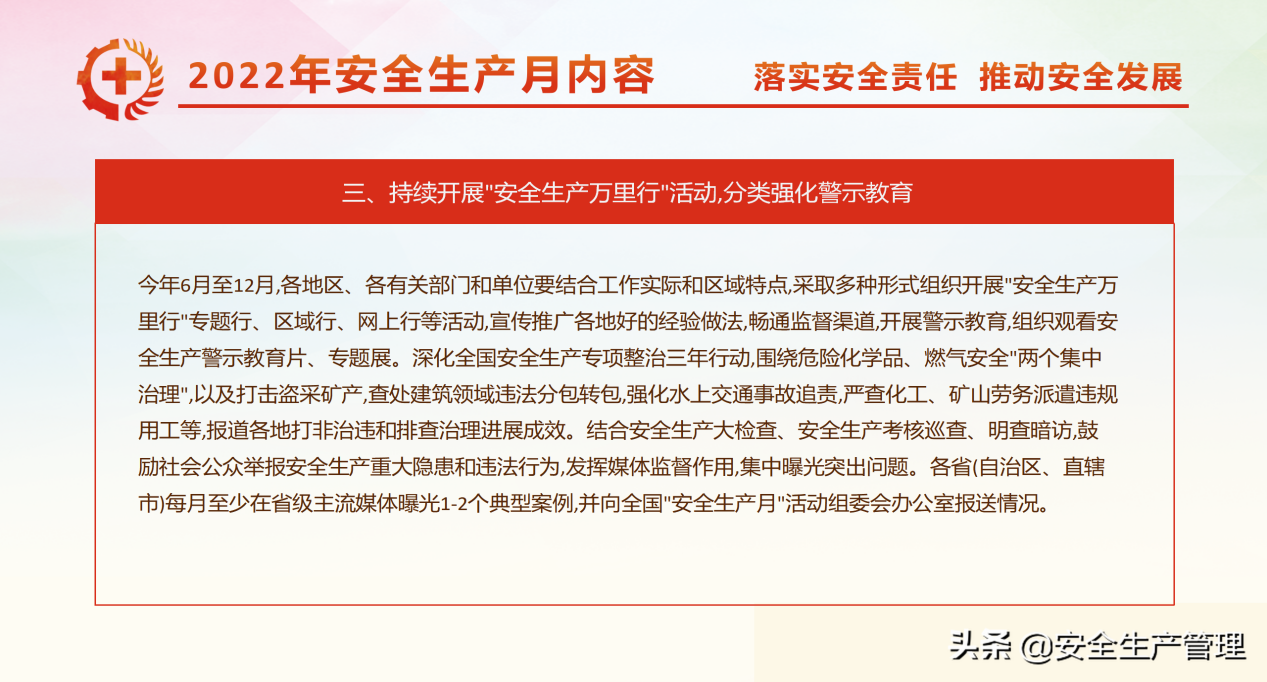 2022年安全生产月内容
落实安全责任 推动安全发展
三、持续开展"安全生产万里行"活动,分类强化警示教育
今年6月至12月,各地区、各有关部门和单位要结合工作实际和区域特点,采取多种形式组织开展"安全生产万
里行"专题行、区域行、网上行等活动,宣传推广各地好的经验做法,畅通监督渠道,开展警示教育,组织观看安
全生产警示教育片、专题展。深化全国安全生产专项整治三年行动,围绕危险化学品、燃气安全"两个集中
治理",以及打击盗采矿产,查处建筑领域违法分包转包,强化水上交通事故追责,严查化工、矿山劳务派遣违规
用工等,报道各地打非治违和排查治理进展成效。结合安全生产大检查、安全生产考核巡查、明查暗访,鼓
励社会公众举报安全生产重大隐患和违法行为,发挥媒体监督作用,集中曝光突出问题。各省(自治区、直辖
市)每月至少在省级主流媒体曝光1-2个典型案例,并向全国"安全生产月"活动组委会办公室报送情况。
头条 @安全生产管理